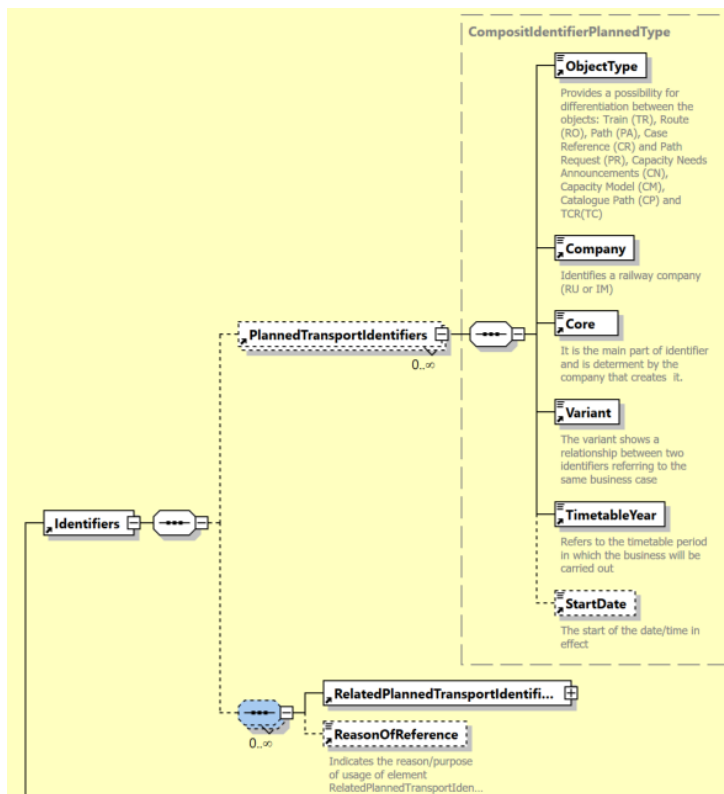 CompositIdentifierPlannedType
ObjectType
Provides a possibility for
differentiation between the
objects: Train (TR), Route
(RO), Path (PA), Case
Reference (CR) and Path
Request (PR), Capacity Needs
Announcements (CN),
Capacity Model (CM),
Catalogue Path (CP) and
TCR(TC)
Company
Identifies a railway company
(RU or IM)
PlannedTransportIdentifiers
0..∞
Core
It is the main part of identifier
and is determent by the
company that creates it.
Variant
The variant shows a
relationship between two
identifiers referring to the
same business case
Identifiers
TimetableYear
Refers to the timetable period
in which the business will be
carried out
StartDate
The start of the date/time in
effect
0..∞
RelatedPlannedTransportIdentifi...
ReasonOfReference
Indicates the reason/purpose
of usage of element
RelatedPlannedTransportIden...